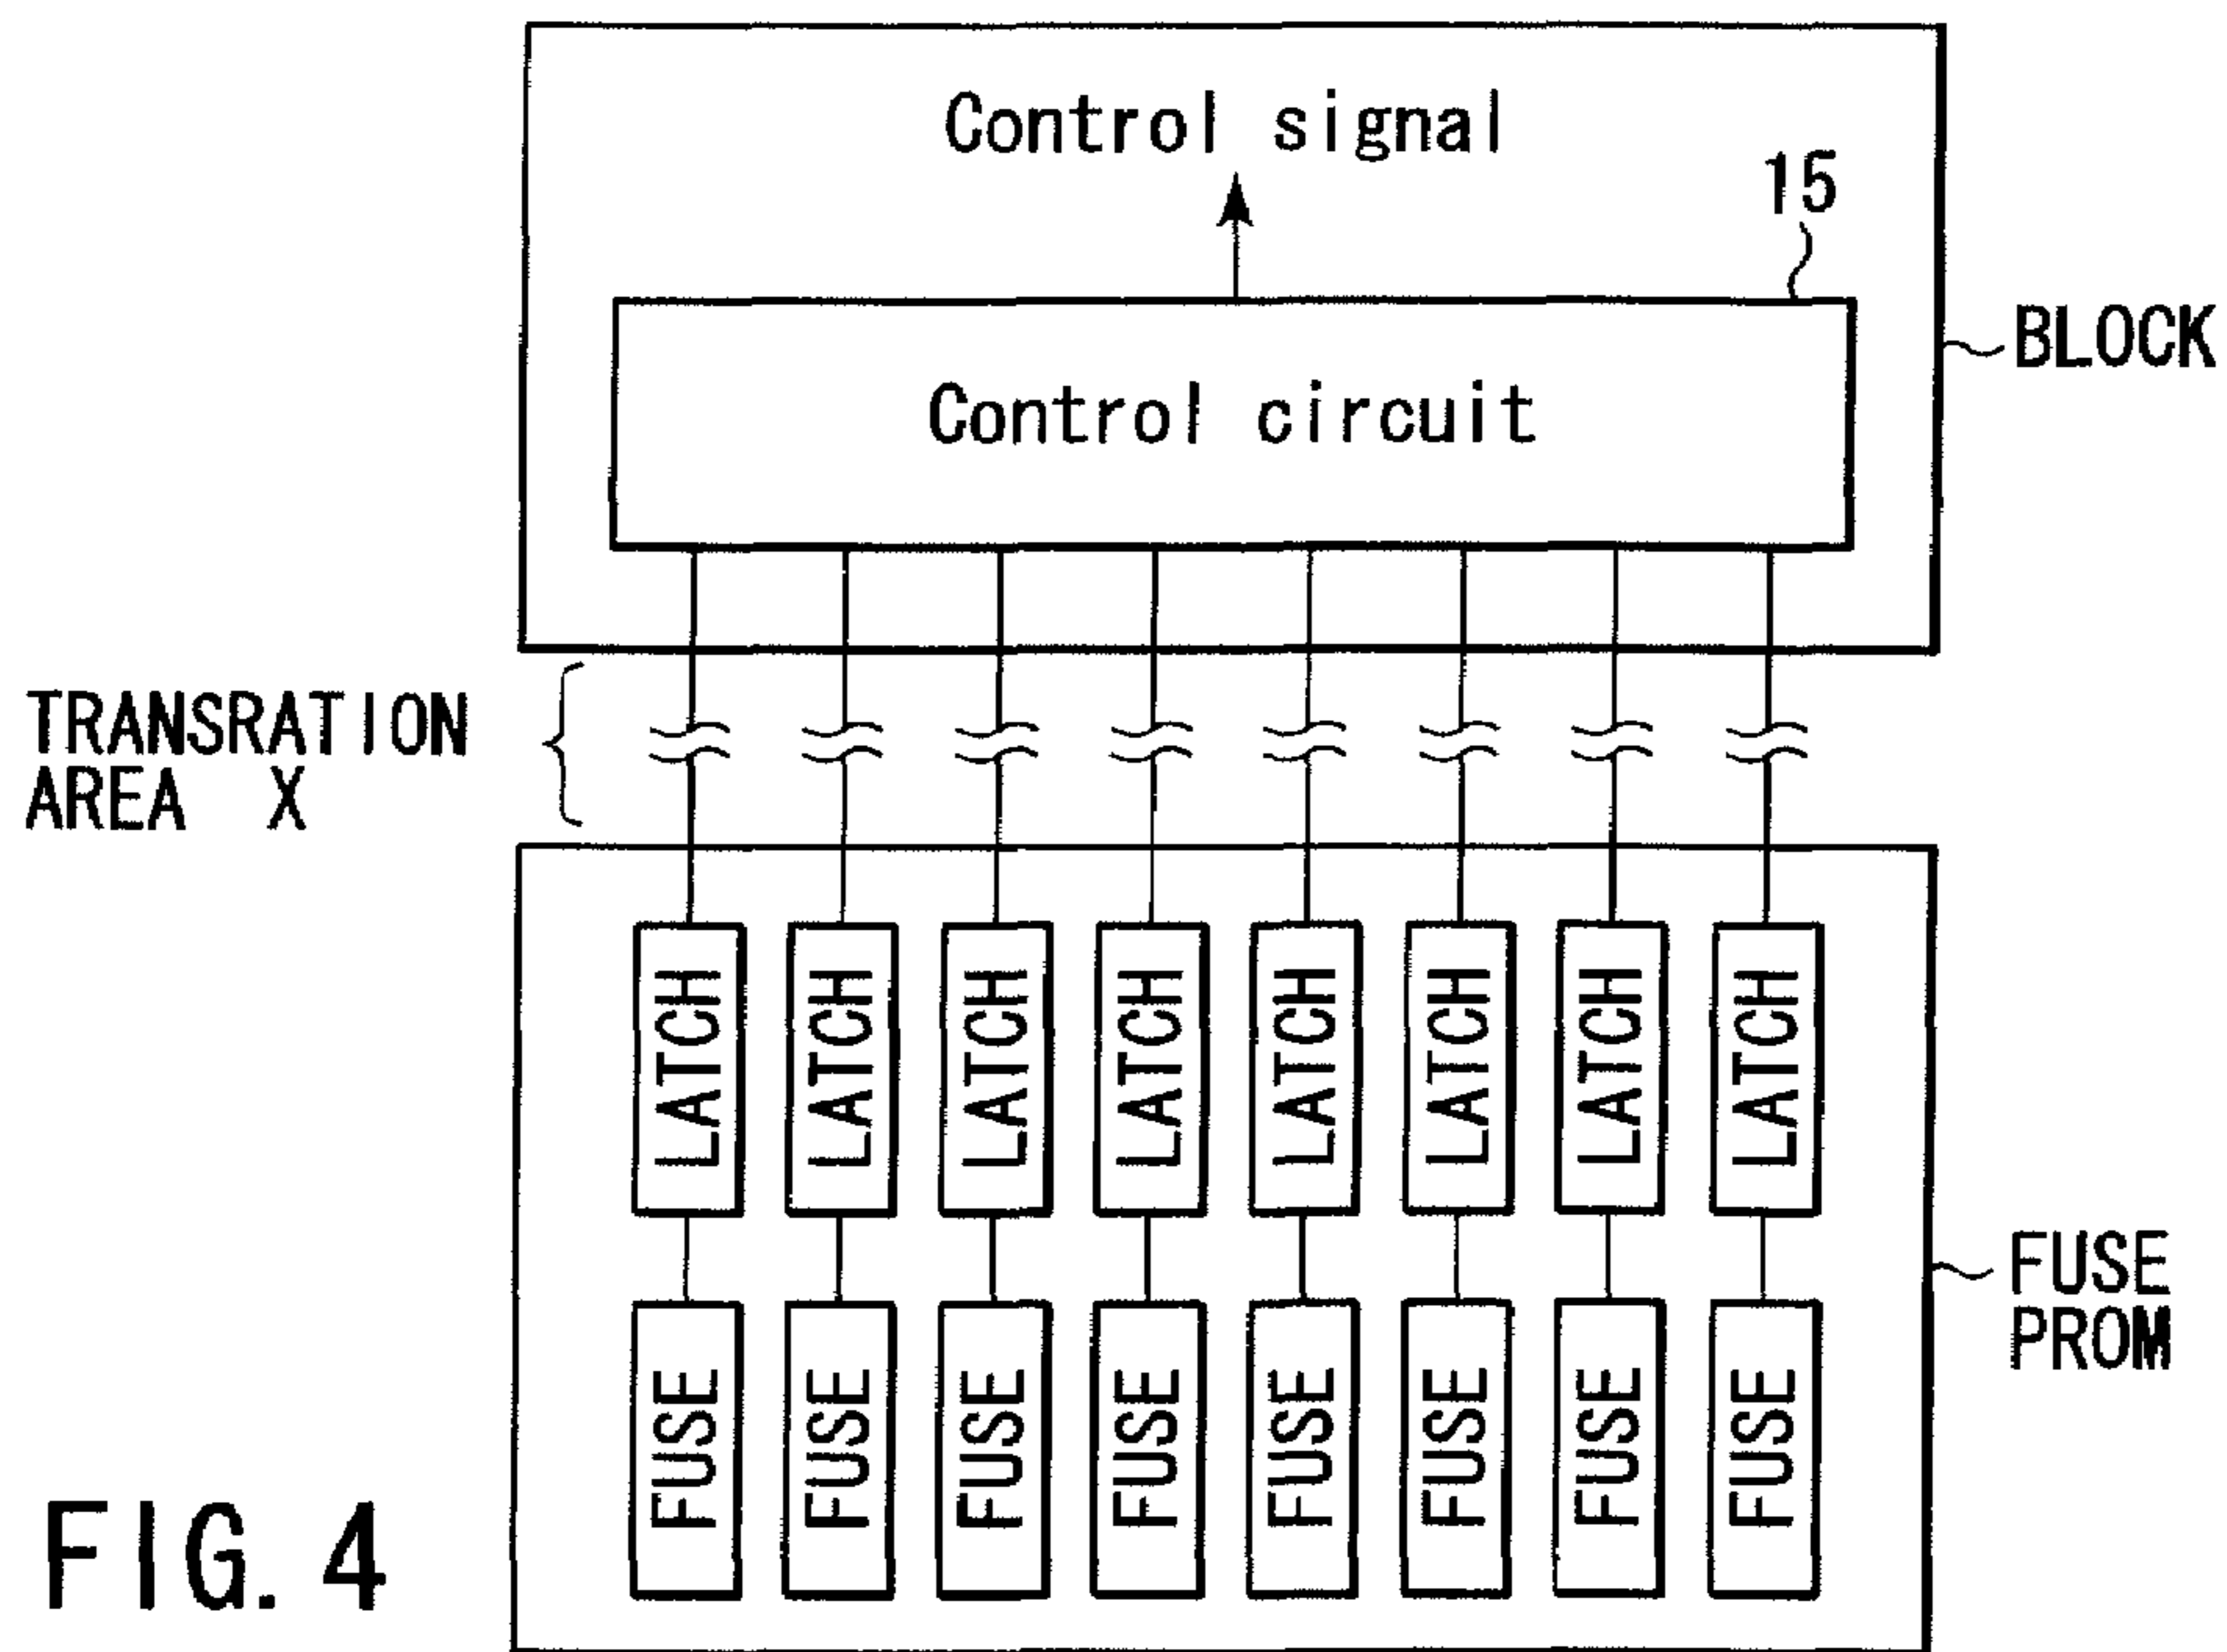 Control signal
15
Control circuit
BLOCK
TRANSRATION
AREA X
LATCH LATCH LATCH LATCH LATCH LATCH LATCH LATCH
FUSE
PROM
FUSE FUSE FUSE FUSE FUSE FUSE FUSE FUSE
FIG. 4